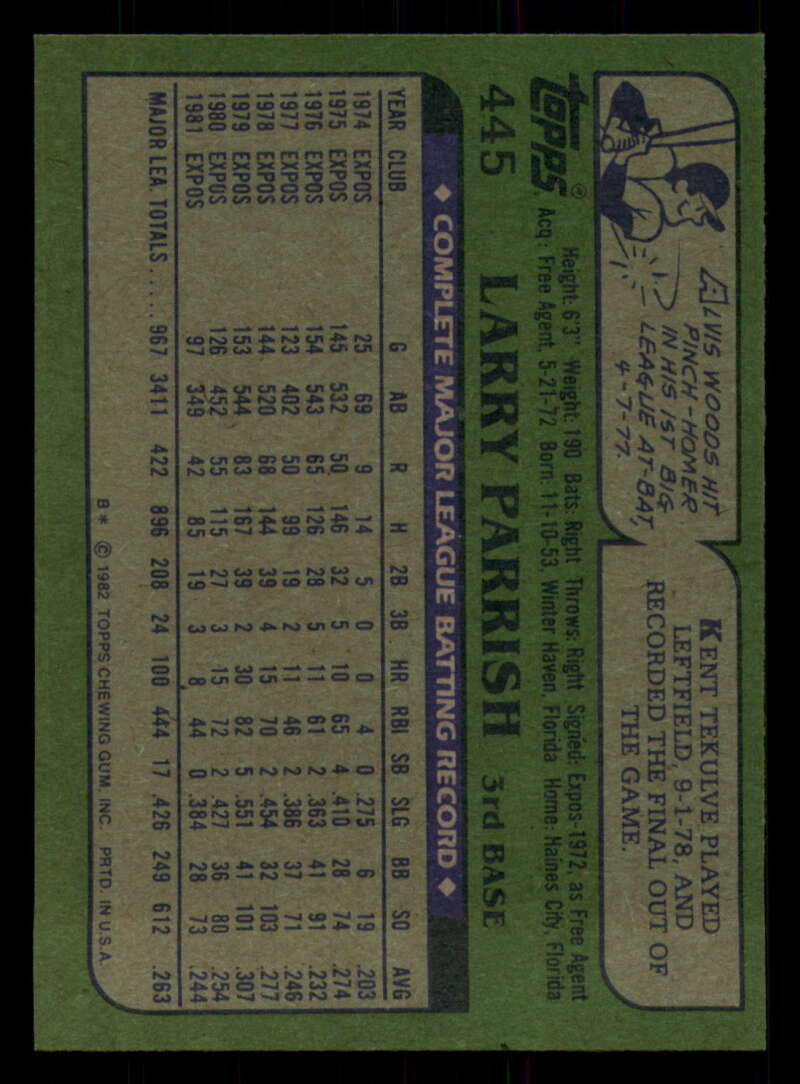 ALVIS WOODS HIT
PINCH-HOMER
IN HIS 1ST BIG
LEAGUE AT-BAT,
4-7-77.
KENT TEKULVE PLAYED
LEFTFIELD, 9-1-78, AND
RECORDED THE FINAL OUT OF
THE GAME.
topps®
Height: 6'3" Weight: 190 Bats: Right Throws: Right Signed: Expos-1972, as Free Agent
Acq: Free Agent, 5-21-72 Born: 11-10-53, Winter Haven, Florida Home: Haines City, Florida
445 LARRY PARRISH 3rd BASE
◆ COMPLETE MAJOR LEAGUE BATTING RECORD ◆
YEAR CLUB G AB R H 2B 3B HR RBI SB SLG BB SO AVG
1974 EXPOS 25 69 9 14 5 0 0 4 0 .275 6 19 .203
1975 EXPOS 145 532 50 146 32 5 10 65 4 .410 28 74 .274
1976 EXPOS 154 543 65 126 28 5 11 61 2 .363 41 91 .232
1977 EXPOS 123 402 50 99 19 2 11 46 2 .386 37 71 .246
1978 EXPOS 144 520 68 144 39 4 15 70 2 .454 32 103 .277
1979 EXPOS 153 544 83 167 39 2 30 82 5 .551 41 101 .307
1980 EXPOS 126 452 55 115 27 3 15 72 2 .427 36 80 .254
1981 EXPOS 97 349 42 85 19 3 8 44 0 .384 28 73 .244
MAJOR LEA. TOTALS..... 967 3411 422 896 208 24 100 444 17 .426 249 612 .263
B* © 1982 TOPPS CHEWING GUM, INC. PRTD. IN U.S.A.